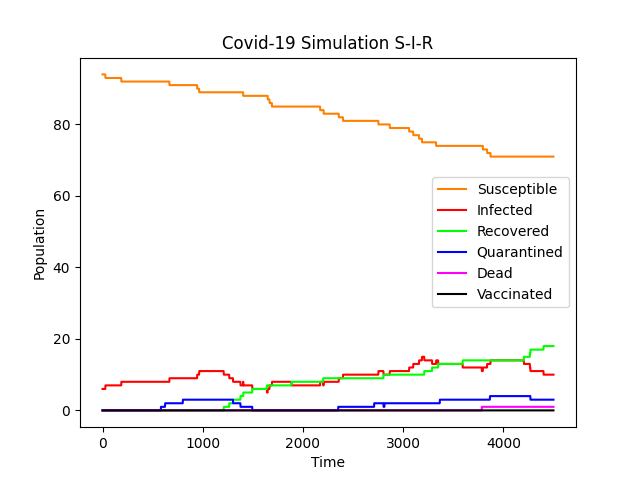 Covid-19 Simulation S-I-R
Population
80
60
40
20
0
Susceptible
Infected
Recovered
Quarantined
Dead
Vaccinated
0 1000 2000 3000 4000
Time